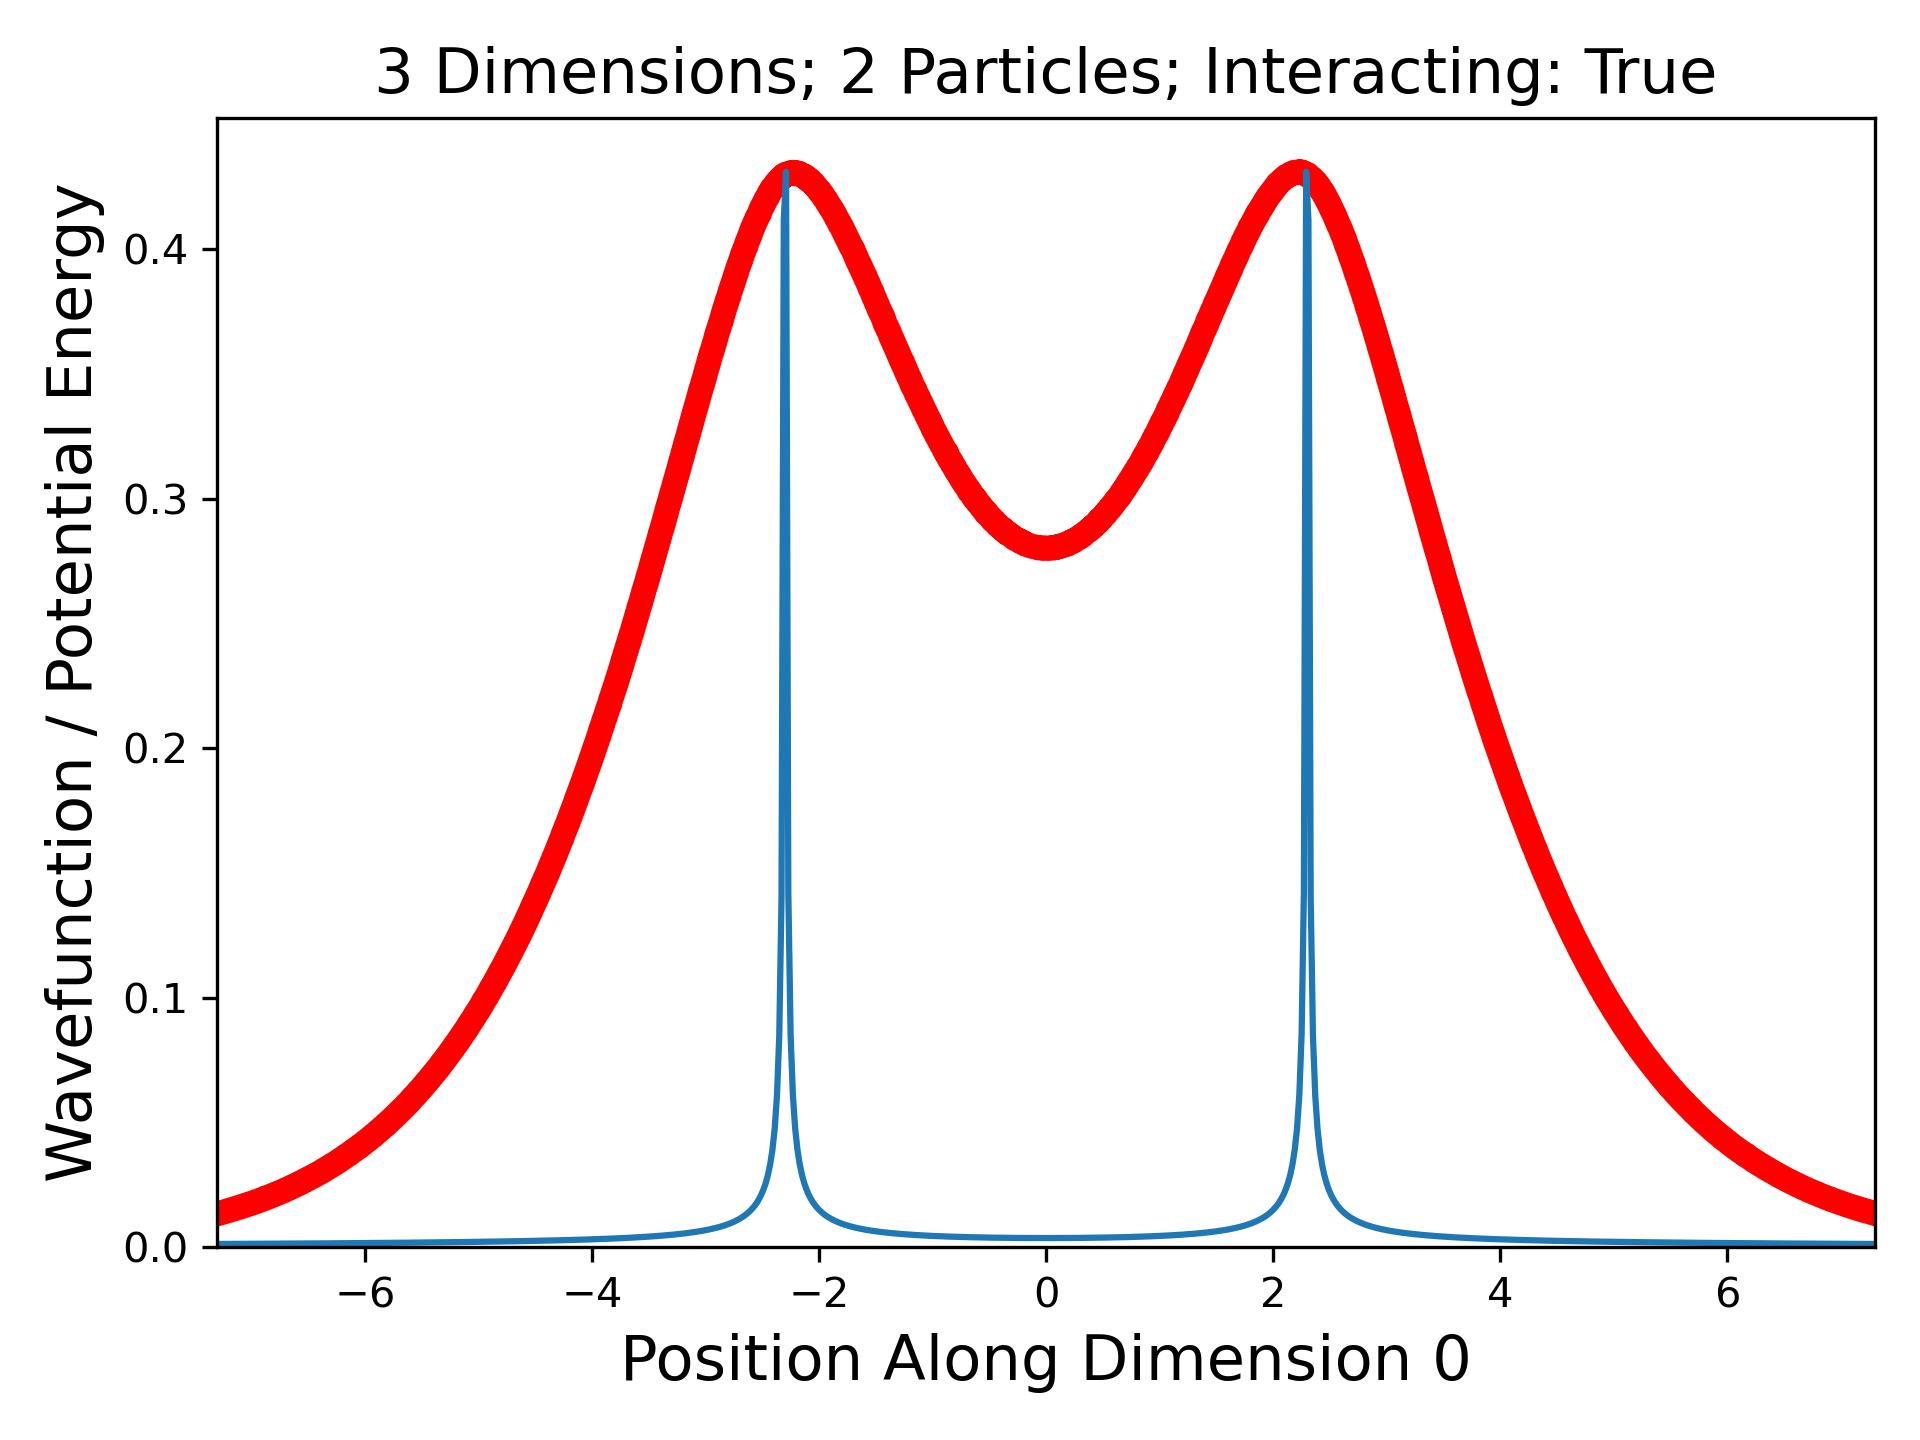 3 Dimensions; 2 Particles; Interacting: True
Wavefunction / Potential Energy
0.4
0.3
0.2
0.1
0.0
−6 −4 −2 0 2 4 6
Position Along Dimension 0